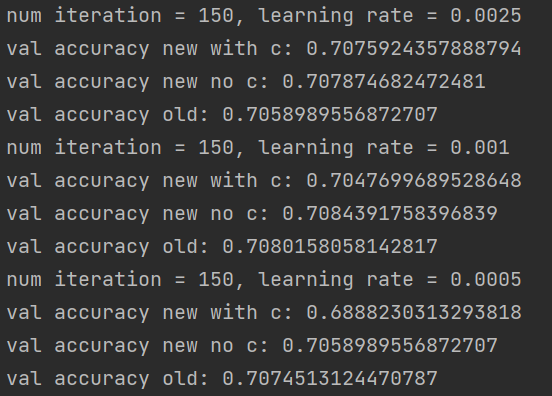 num iteration = 150, learning rate = 0.0025
val accuracy new with c: 0.7075924357888794
val accuracy new no c: 0.707874682472481
val accuracy old: 0.7058989556872707
num iteration = 150, learning rate = 0.001
val accuracy new with c: 0.7047699689528648
val accuracy new no c: 0.7084391758396839
val accuracy old: 0.7080158058142817
num iteration = 150, learning rate = 0.0005
val accuracy new with c: 0.6888230313293818
val accuracy new no c: 0.7058989556872707
val accuracy old: 0.7074513124470787